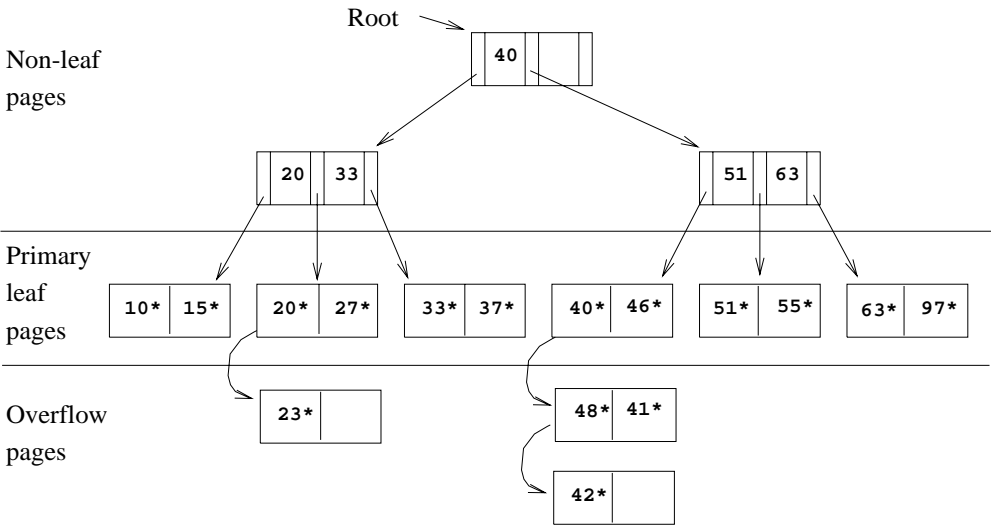 Root
Non-leaf
pages
40
20 33
51 63
Primary
leaf
pages
10* 15*
20* 27*
33* 37*
40* 46*
51* 55*
63* 97*
Overflow
pages
23*
48* 41*
42*